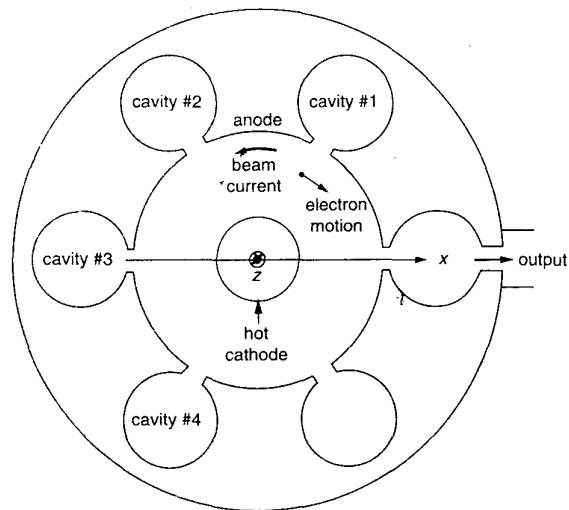 cavity #2
cavity #1
anode
beam
current
electron
motion
cavity #3
z
x
output
hot
cathode
cavity #4